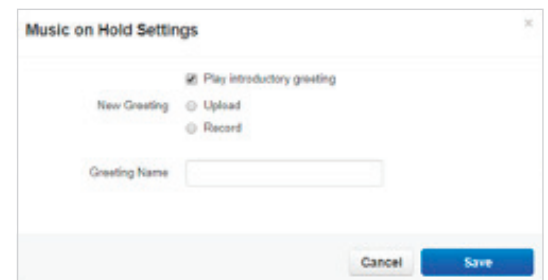 Music on Hold Settings
×
Play introductory greeting
New Greeting
Upload
Record
Greeting Name
Cancel
Save